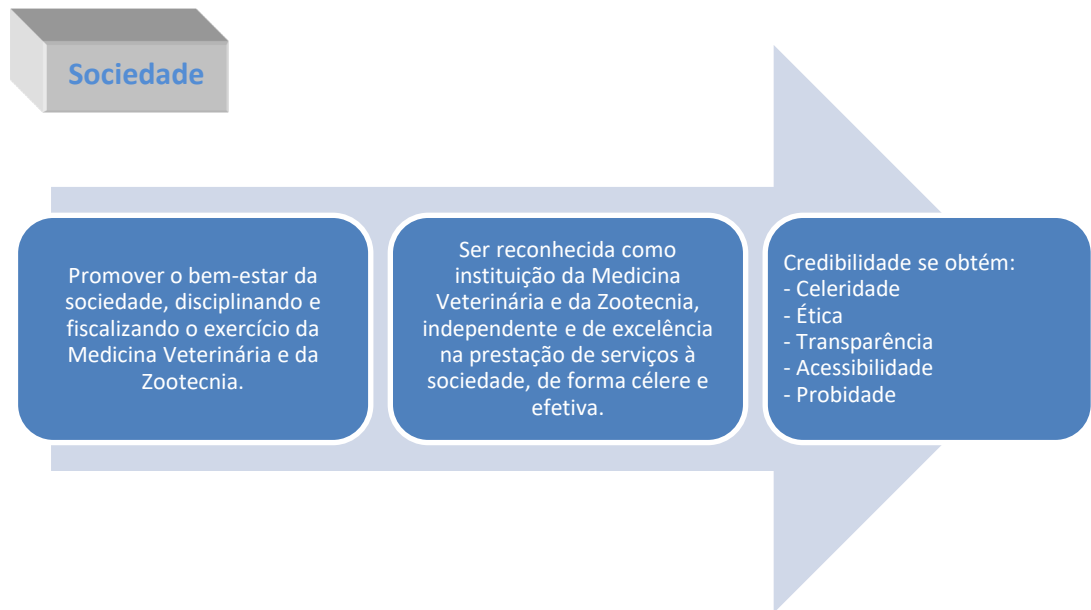 Sociedade
Promover o bem-estar da
sociedade, disciplinando e
fiscalizando o exercício da
Medicina Veterinária e da
Zootecnia.
Ser reconhecida como
instituição da Medicina
Veterinária e da Zootecnia,
independente e de excelência
na prestação de serviços à
sociedade, de forma célere e
efetiva.
Credibilidade se obtém:
- Celeridade
- Ética
- Transparência
- Acessibilidade
- Probidade